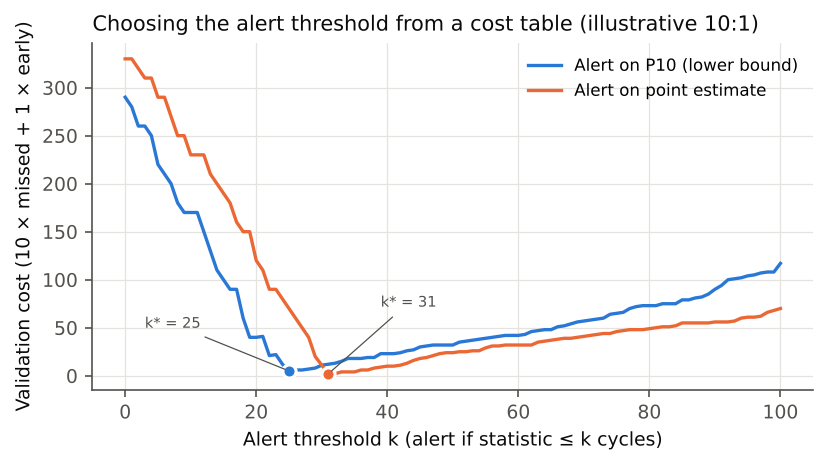 Choosing the alert threshold from a cost table (illustrative 10:1)
Validation cost (10 × missed + 1 × early)
300
250
200
150
100
50
0
Alert on P10 (lower bound)
Alert on point estimate
k* = 25
k* = 31
0 20 40 60 80 100
Alert threshold k (alert if statistic ≤ k cycles)